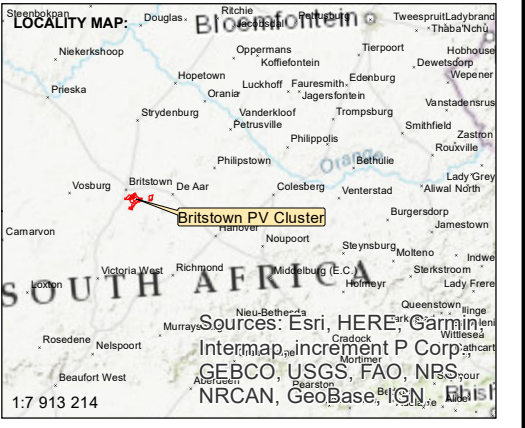 Steenbokpan
Ritchie
LOCALITY MAP:
Douglas
Jacobsdal
Petrusburg
Bloemfontein
Tweespruit
Ladybrand
Thaba'Nchu
Niekerkshoop
Oppermans
Koffiefontein
Tierpoort
Hobhouse
Dewetsdorp
Wepener
Hopetown
Luckhoff
Fauresmith
Edenburg
Prieska
Orania
Jagersfontein
Vanstadensrus
Strydenburg
Vanderkloof
Petrusville
Trompsburg
Smithfield
Zastron
Philippolis
Rouxville
Philipstown
Orange
Bethulie
Lady Grey
Vosburg
Britstown
De Aar
Colesberg
Venterstad
Aliwal North
Britstown PV Cluster
Burgersdorp
Jamestown
Carnarvon
Hanover
Noupoort
Steynsburg
Molteno
Indwe
Loxton
Victoria West
Richmond
Middelburg (E.C.)
Hofmeyr
Sterkstroom
Lady Frere
SOUTH AFRICA
Nieu-Bethesda
Queenstown
Ilinge
Murraysburg
Sources: Esri, HERE, Garmin,
Rosedene
Nelspoort
Cradock
Wittlesea
Intermap, increment P Corp.,
Mortimer
Cathcart
Beaufort West
Aberdeen
Pearston
GEBCO, USGS, FAO, NPS,
Seymour
NRCAN, GeoBase, IGN,
Alice
Bhish
1:7 913 214